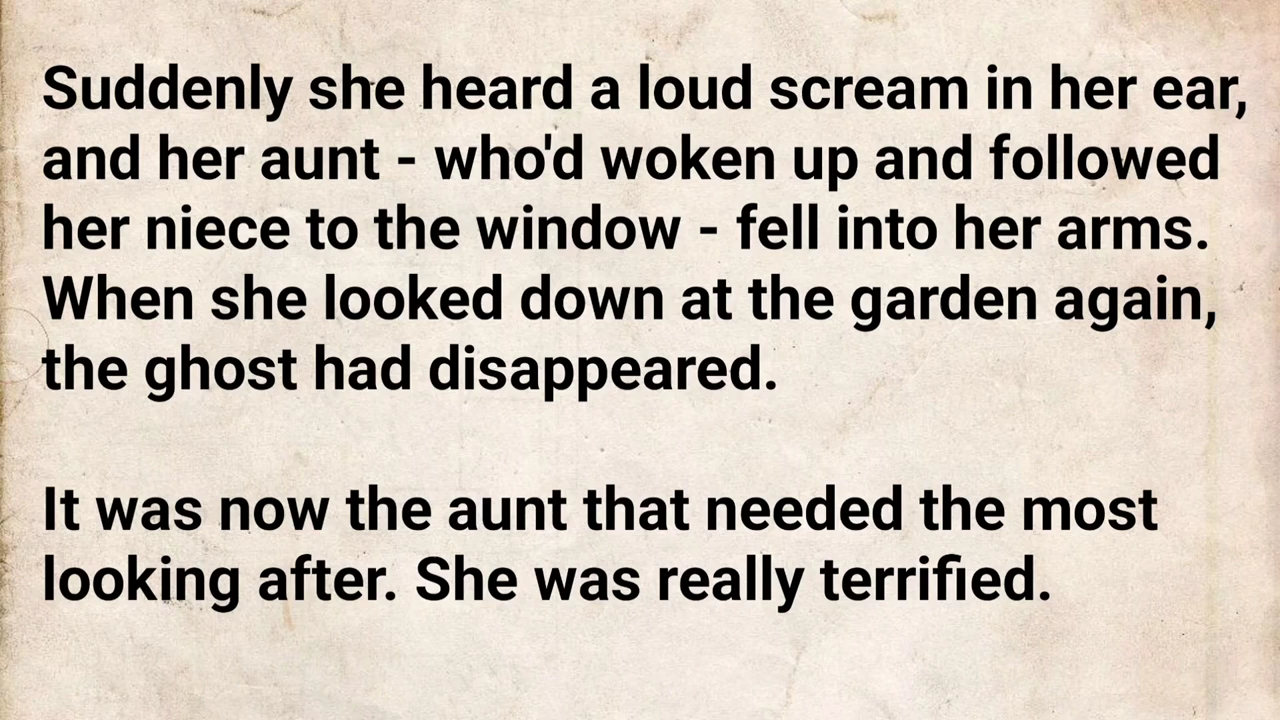 Suddenly she heard a loud scream in her ear,
and her aunt - who'd woken up and followed
her niece to the window - fell into her arms.
When she looked down at the garden again,
the ghost had disappeared.
It was now the aunt that needed the most
looking after. She was really terrified.